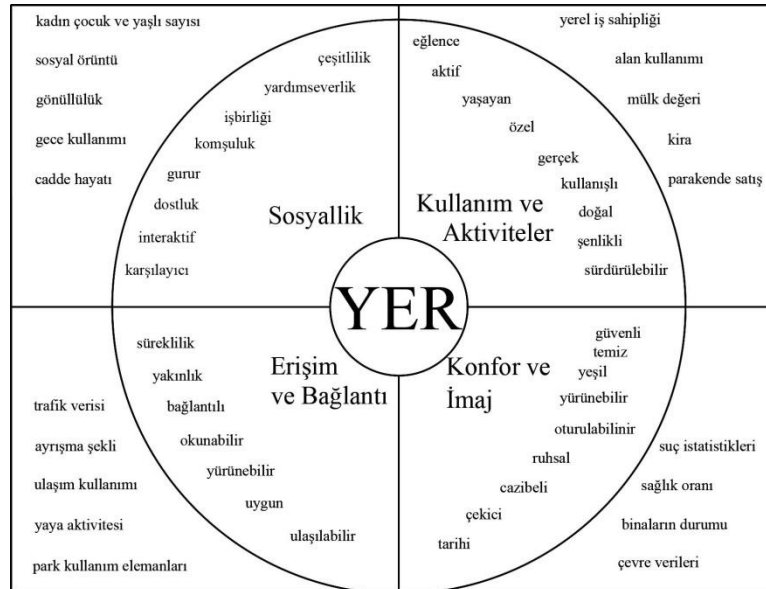 kadın çocuk ve yaşlı sayısı
sosyal örüntü
gönüllülük
gece kullanımı
cadde hayatı
çeşitlilik
yardımseverlik
işbirliği
komşuluk
gurur
dostluk
interaktif
karşılayıcı
Sosyallik
eğlence
aktif
yaşayan
özel
gerçek
kullanışlı
doğal
şenlikli
sürdürülebilir
Kullanım ve
Aktiviteler
yerel iş sahipliği
alan kullanımı
mülk değeri
kira
parakende satış
YER
süreklilik
yakınlık
bağlantılı
okunabilir
yürünebilir
uygun
ulaşılabilir
Erişim
ve Bağlantı
trafik verisi
ayrışma şekli
ulaşım kullanımı
yaya aktivitesi
park kullanım elemanları
Konfor ve
İmaj
güvenli
temiz
yeşil
yürünebilir
oturulabilinir
ruhsal
cazibeli
çekici
tarihi
suç istatistikleri
sağlık oranı
binaların durumu
çevre verileri